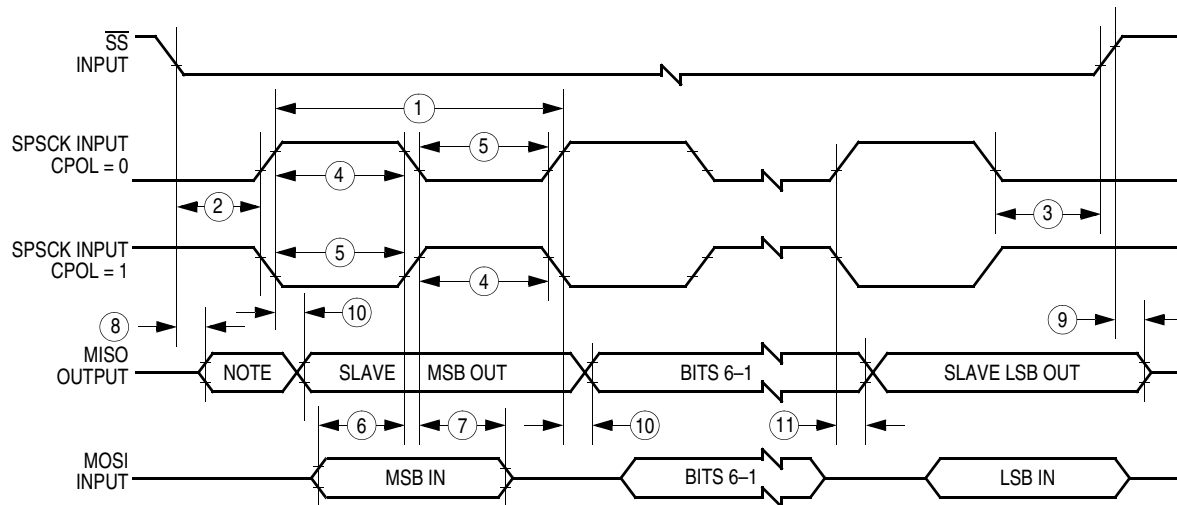 SS
INPUT
1
SPSCK INPUT
CPOL = 0
5
4
2
3
SPSCK INPUT
CPOL = 1
5
4
8
10
9
MISO
OUTPUT
NOTE
SLAVE
MSB OUT
BITS 6–1
SLAVE LSB OUT
6
7
10
11
MOSI
INPUT
MSB IN
BITS 6–1
LSB IN